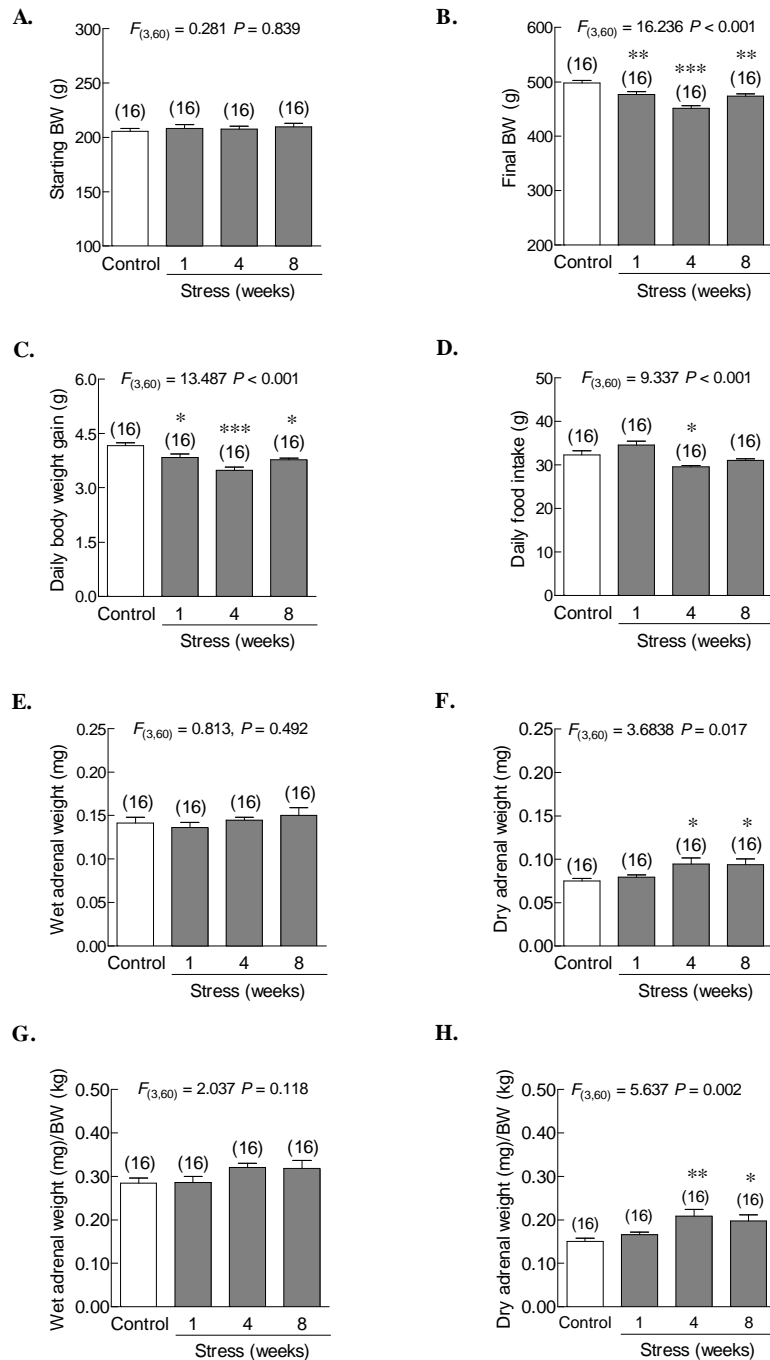 A.
F(3,60) = 0.281 P = 0.839
Starting BW (g)
300
250
200
150
100
(16) (16) (16) (16)
Control 1 4 8
Stress (weeks)
B.
F(3,60) = 16.236 P < 0.001
Final BW (g)
600
500
400
300
200
** *** **
(16) (16) (16) (16)
Control 1 4 8
Stress (weeks)
C.
F(3,60) = 13.487 P < 0.001
Daily body weight gain (g)
6.0
4.5
3.0
1.5
0.0
* *** *
(16) (16) (16) (16)
Control 1 4 8
Stress (weeks)
D.
F(3,60) = 9.337 P < 0.001
Daily food intake (g)
50
40
30
20
10
0
*
(16) (16) (16) (16)
Control 1 4 8
Stress (weeks)
E.
F(3,60) = 0.813, P = 0.492
Wet adrenal weight (mg)
0.25
0.20
0.15
0.10
0.05
0.00
(16) (16) (16) (16)
Control 1 4 8
Stress (weeks)
F.
F(3,60) = 3.6838 P = 0.017
Dry adrenal weight (mg)
0.25
0.20
0.15
0.10
0.05
0.00
* *
(16) (16) (16) (16)
Control 1 4 8
Stress (weeks)
G.
F(3,60) = 2.037 P = 0.118
Wet adrenal weight (mg)/BW (kg)
0.50
0.40
0.30
0.20
0.10
0.00
(16) (16) (16) (16)
Control 1 4 8
Stress (weeks)
H.
F(3,60) = 5.637 P = 0.002
Dry adrenal weight (mg)/BW (kg)
0.50
0.40
0.30
0.20
0.10
0.00
** *
(16) (16) (16) (16)
Control 1 4 8
Stress (weeks)